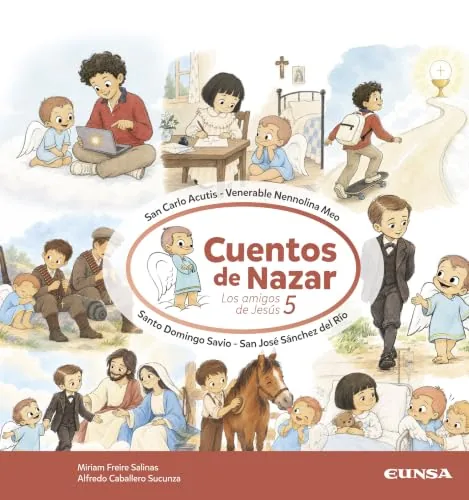 San Carlo Acutis - Venerable Nennolina Meo
Cuentos
de Nazar
Los amigos
de Jesús 5
Santo Domingo Savio - San José Sánchez del Río
Miriam Freire Salinas
Alfredo Caballero Sucunza
EUNSA